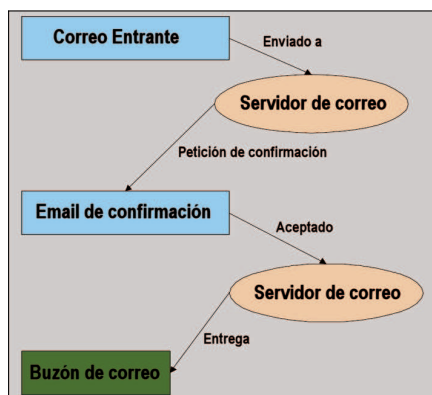 Correo Entrante
Enviado a
Servidor de correo
Petición de confirmación
Email de confirmación
Aceptado
Servidor de correo
Entrega
Buzón de correo